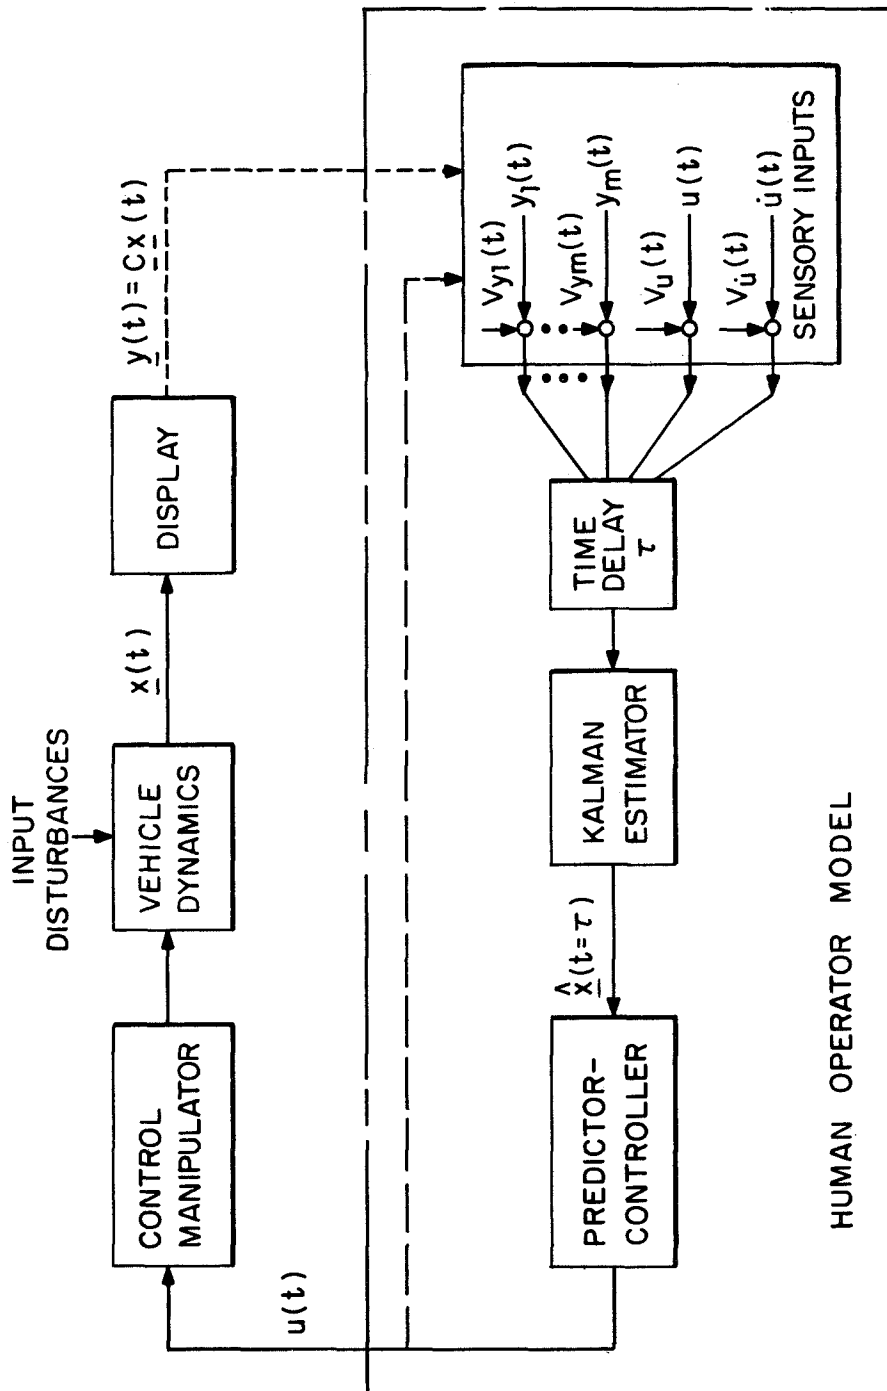 INPUT
DISTURBANCES
CONTROL
MANIPULATOR
VEHICLE
DYNAMICS
x(t)
DISPLAY
y(t) = Cx(t)
u(t)
PREDICTOR-
CONTROLLER
x̂(t=τ)
KALMAN
ESTIMATOR
TIME
DELAY
τ
Vy1(t)
y1(t)
Vym(t)
ym(t)
Vu(t)
u(t)
Vu̇(t)
u̇(t)
SENSORY INPUTS
HUMAN OPERATOR MODEL